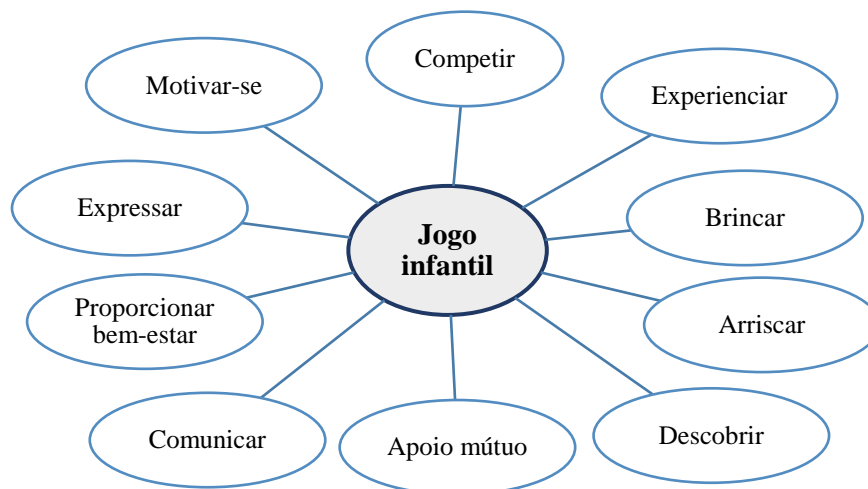 Competir
Motivar-se
Experienciar
Expressar
Brincar
Jogo
infantil
Proporcionar
bem-estar
Arriscar
Comunicar
Apoio mútuo
Descobrir